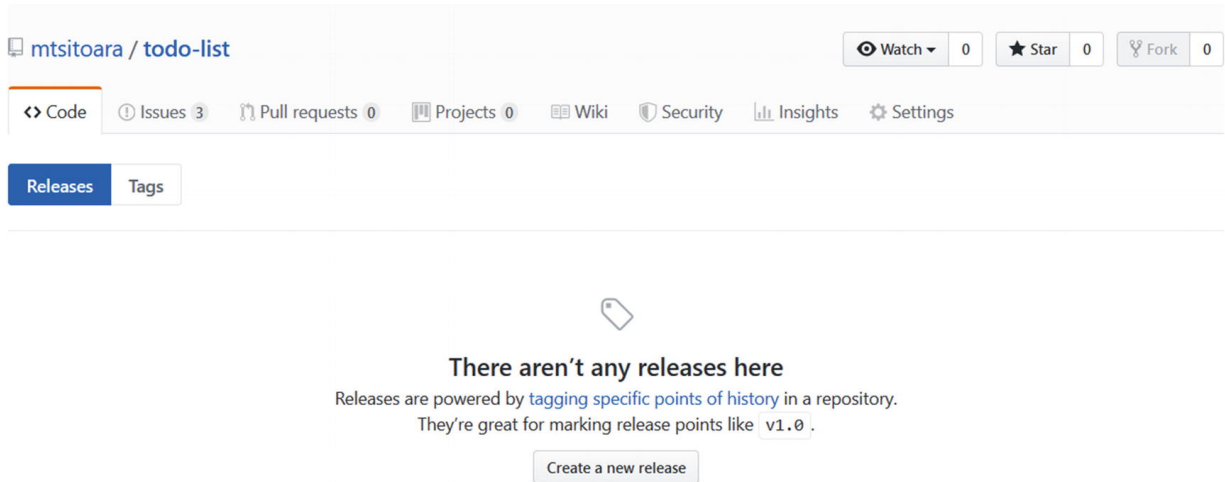 mtsitoara / todo-list
Watch 0 Star 0 Fork 0
Code Issues 3 Pull requests 0 Projects 0 Wiki Security Insights Settings
Releases Tags
There aren’t any releases here
Releases are powered by tagging specific points of history in a repository.
They’re great for marking release points like v1.0 .
Create a new release